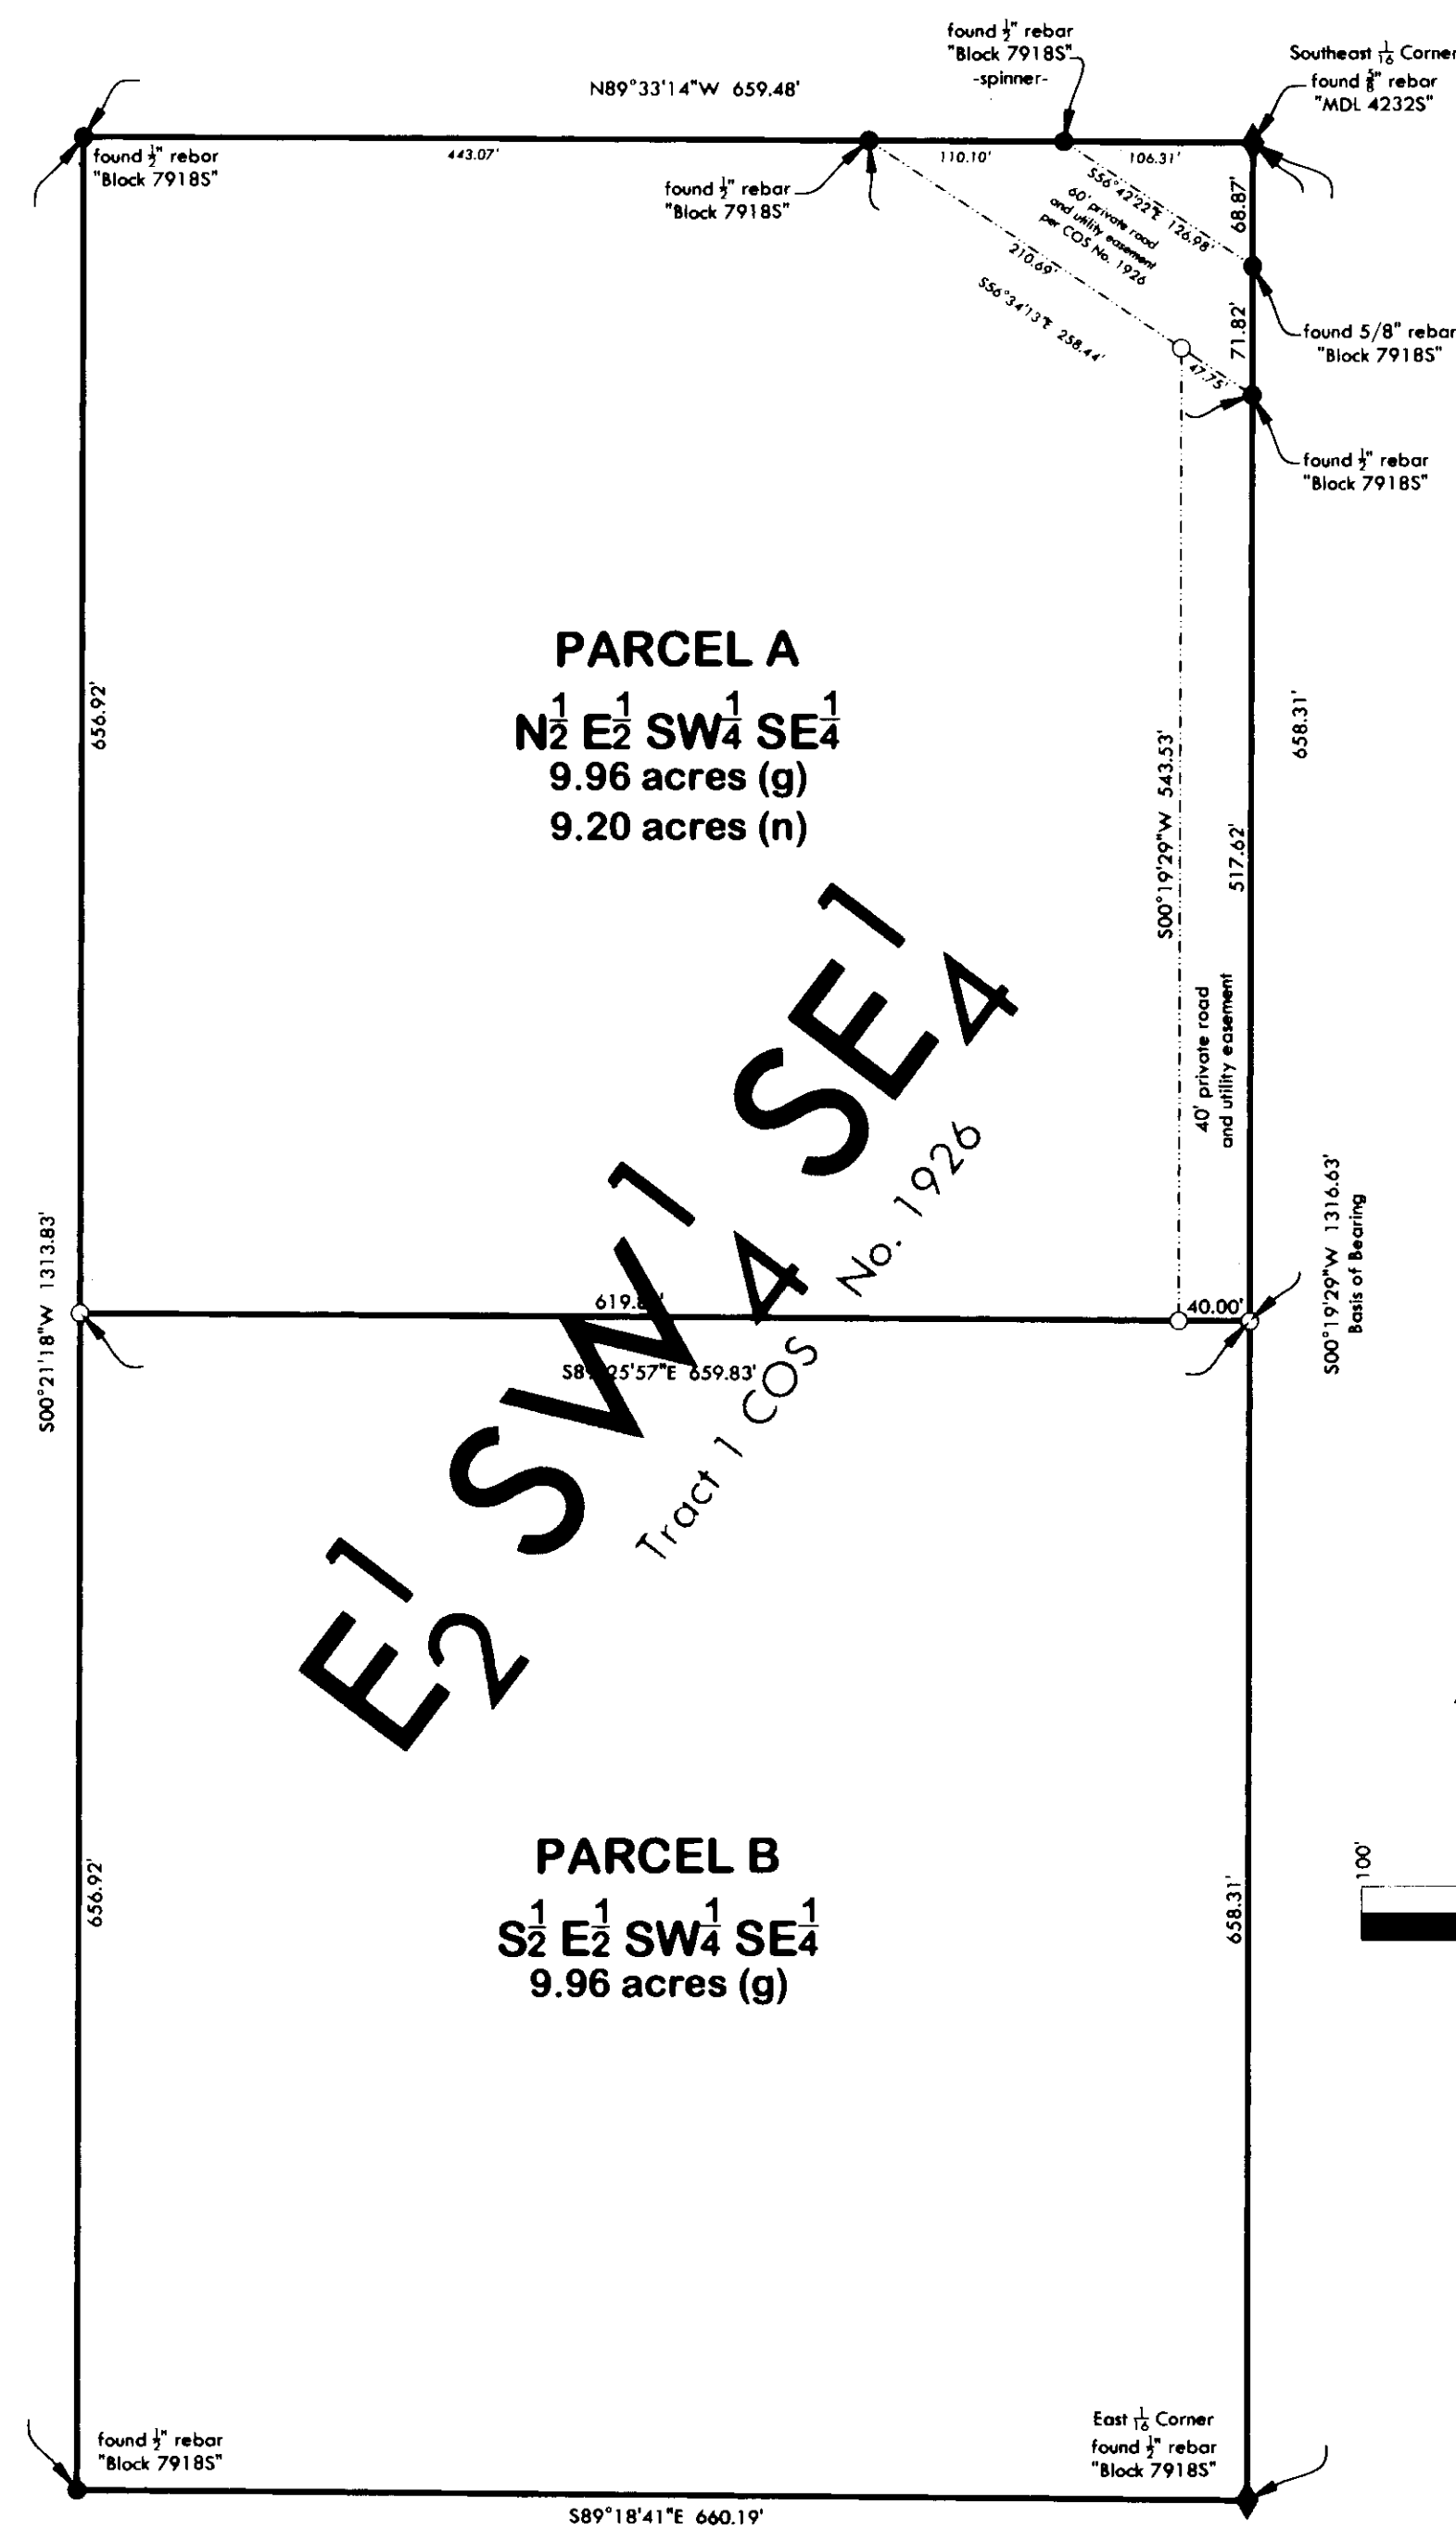 found 1/2" rebar
"Block 7918S"
-spinner-
Southeast 1/16 Corner
found 5/8" rebar
"MDL 4232S"
N89°33'14"W 659.48'
443.07'
110.10'
106.31'
found 1/2" rebar
"Block 7918S"
found 1/2" rebar
"Block 7918S"
S56°42'22"E 126.98'
60' private road
and utility easement
per COS No. 1926
68.87'
210.69'
S56°34'13"E 258.44'
71.82'
found 5/8" rebar
"Block 7918S"
47.75'
found 1/2" rebar
"Block 7918S"
PARCEL A
N1/2 E1/2 SW1/4 SE1/4
9.96 acres (g)
9.20 acres (n)
656.92'
658.31'
S00°19'29"W 543.53'
517.62'
40' private road
and utility easement
E1/2 SW1/4 SE1/4
Tract 1 COS No. 1926
S00°21'18"W 1313.83'
S00°19'29"W 1316.63'
Basis of Bearing
40.00'
659.83'
PARCEL B
S1/2 E1/2 SW1/4 SE1/4
9.96 acres (g)
656.92'
658.31'
100'
found 1/2" rebar
"Block 7918S"
East 1/16 Corner
found 1/2" rebar
"Block 7918S"
S89°18'41"E 660.19'